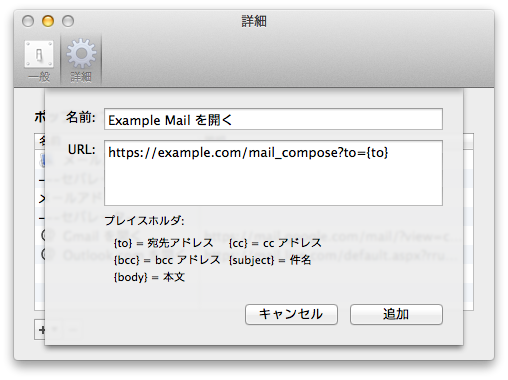 詳細
一般
詳細
名前:
Example Mail を開く
URL:
https://example.com/mail_compose?to={to}
プレイスホルダ:
{to} = 宛先アドレス {cc} = cc アドレス
{bcc} = bcc アドレス {subject} = 件名
{body} = 本文
キャンセル
追加